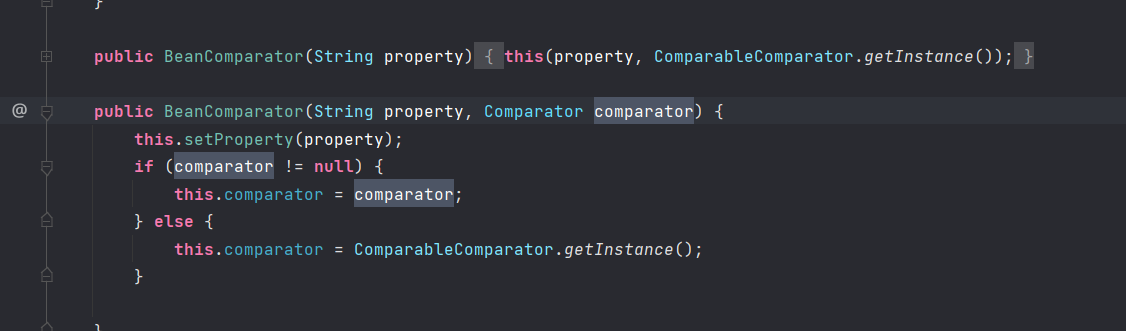 }
public BeanComparator(String property) { this(property, ComparableComparator.getInstance()); }
@ public BeanComparator(String property, Comparator comparator) {
this.setProperty(property);
if (comparator != null) {
this.comparator = comparator;
} else {
this.comparator = ComparableComparator.getInstance();
}
}